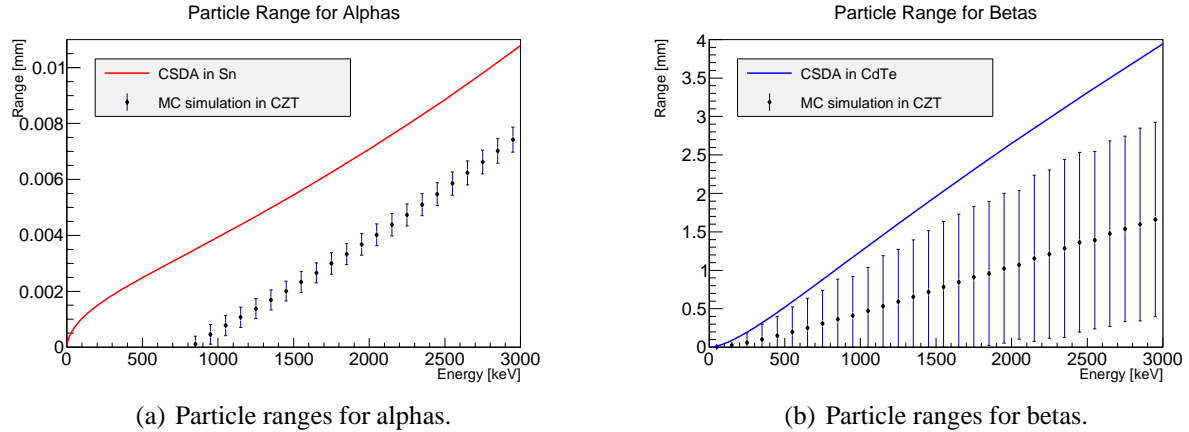 Particle Range for Alphas
Range [mm]
0.01
0.008
0.006
0.004
0.002
0
CSDA in Sn
MC simulation in CZT
0 500 1000 1500 2000 2500 3000
Energy [keV]
(a) Particle ranges for alphas.
Particle Range for Betas
Range [mm]
4
3.5
3
2.5
2
1.5
1
0.5
0
CSDA in CdTe
MC simulation in CZT
0 500 1000 1500 2000 2500 3000
Energy [keV]
(b) Particle ranges for betas.